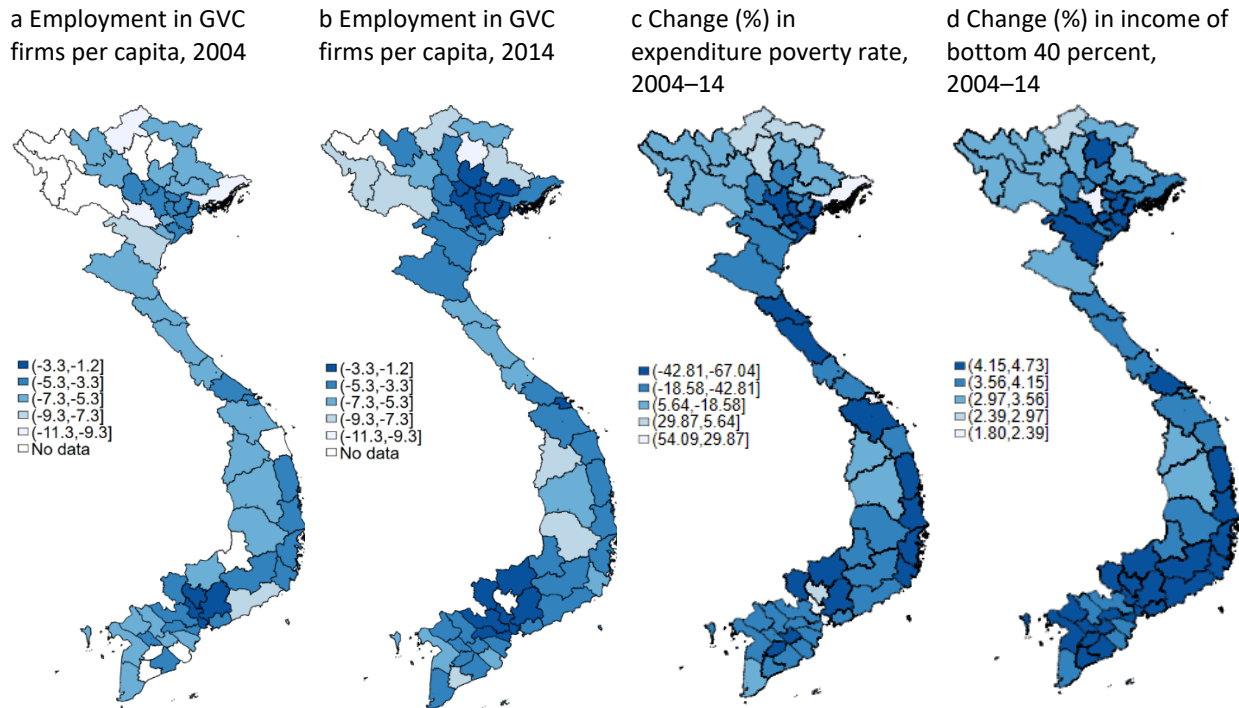 a Employment in GVC
firms per capita, 2004
b Employment in GVC
firms per capita, 2014
c Change (%) in
expenditure poverty rate,
2004–14
d Change (%) in income of
bottom 40 percent,
2004–14
(-3.3,-1.2]
(-5.3,-3.3]
(-7.3,-5.3]
(-9.3,-7.3]
(-11.3,-9.3]
No data
(-3.3,-1.2]
(-5.3,-3.3]
(-7.3,-5.3]
(-9.3,-7.3]
(-11.3,-9.3]
No data
(-42.81,-67.04]
(-18.58,-42.81]
(5.64,-18.58]
(29.87,5.64]
(54.09,29.87]
(4.15,4.73]
(3.56,4.15]
(2.97,3.56]
(2.39,2.97]
(1.80,2.39]